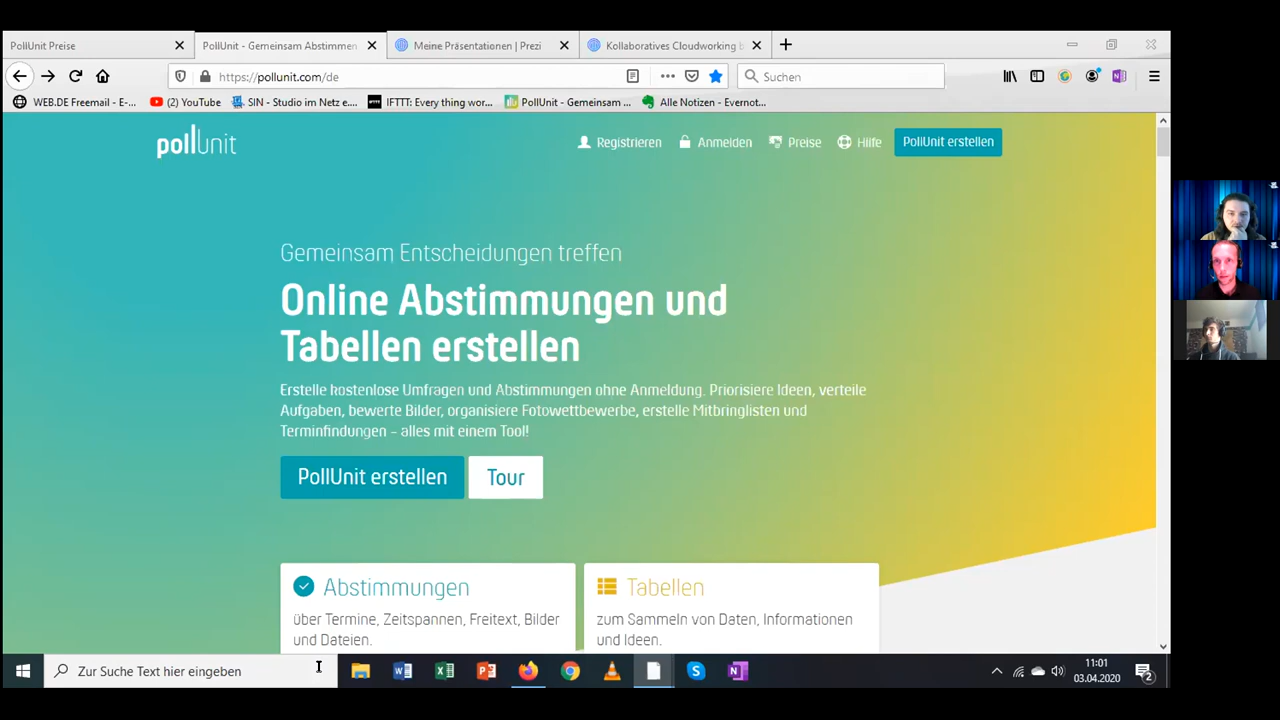 PollUnit Preise
PollUnit - Gemeinsam Abstimmen
Meine Präsentationen | Prezi
Kollaboratives Cloudworking b
https://pollunit.com/de
Suchen
WEB.DE Freemail - E-...
(2) YouTube
SIN - Studio im Netz e....
IFTTT: Every thing wor...
PollUnit - Gemeinsam ...
Alle Notizen - Evernot...
pollunit
Registrieren
Anmelden
Preise
Hilfe
PollUnit erstellen
Gemeinsam Entscheidungen treffen
Online Abstimmungen und
Tabellen erstellen
Erstelle kostenlose Umfragen und Abstimmungen ohne Anmeldung. Priorisiere Ideen, verteile
Aufgaben, bewerte Bilder, organisiere Fotowettbewerbe, erstelle Mitbringlisten und
Terminfindungen – alles mit einem Tool!
PollUnit erstellen
Tour
Abstimmungen
über Termine, Zeitspannen, Freitext, Bilder
und Dateien.
Tabellen
zum Sammeln von Daten, Informationen
und Ideen.
Zur Suche Text hier eingeben
11:01
03.04.2020
2